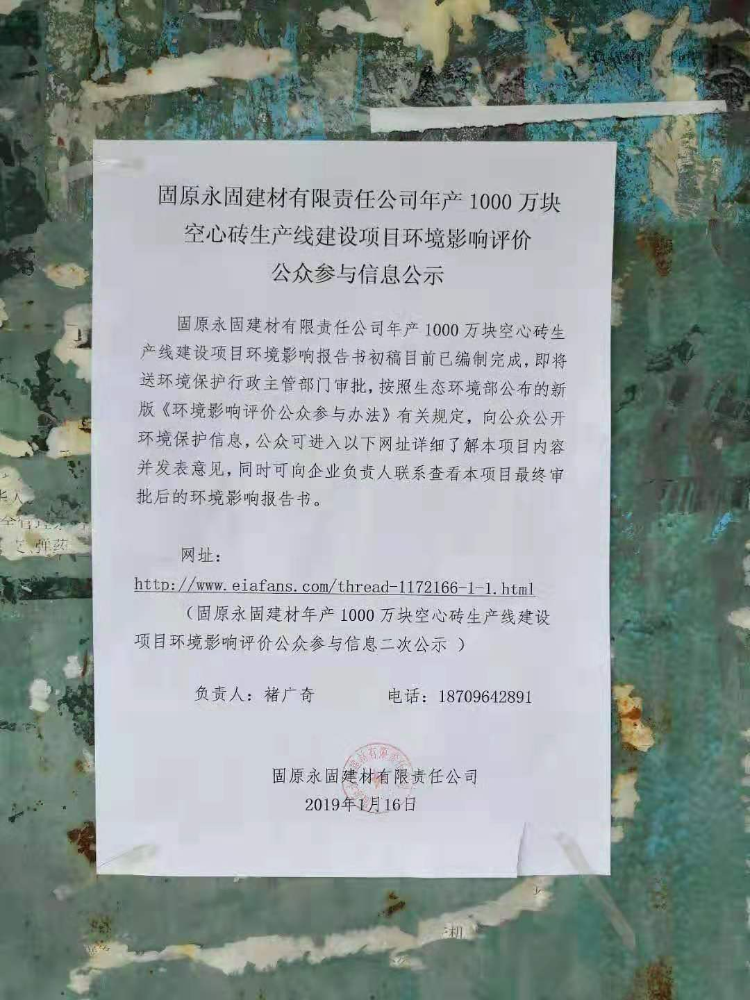 固原永固建材有限责任公司年产 1000 万块
空心砖生产线建设项目环境影响评价
公众参与信息公示
固原永固建材有限责任公司年产 1000 万块空心砖生
产线建设项目环境影响报告书初稿目前已编制完成，即将
送环境保护行政主管部门审批，按照生态环境部公布的新
版《环境影响评价公众参与办法》有关规定，向公众公开
环境保护信息，公众可进入以下网址详细了解本项目内容
并发表意见，同时可向企业负责人联系查看本项目最终审
批后的环境影响报告书。
网址：
http://www.eiafans.com/thread-1172166-1-1.html
（固原永固建材年产 1000 万块空心砖生产线建设
项目环境影响评价公众参与信息二次公示 ）
负责人：褚广奇 电话：18709642891
固原永固建材有限责任公司
2019年1月16日
全管理
弹药